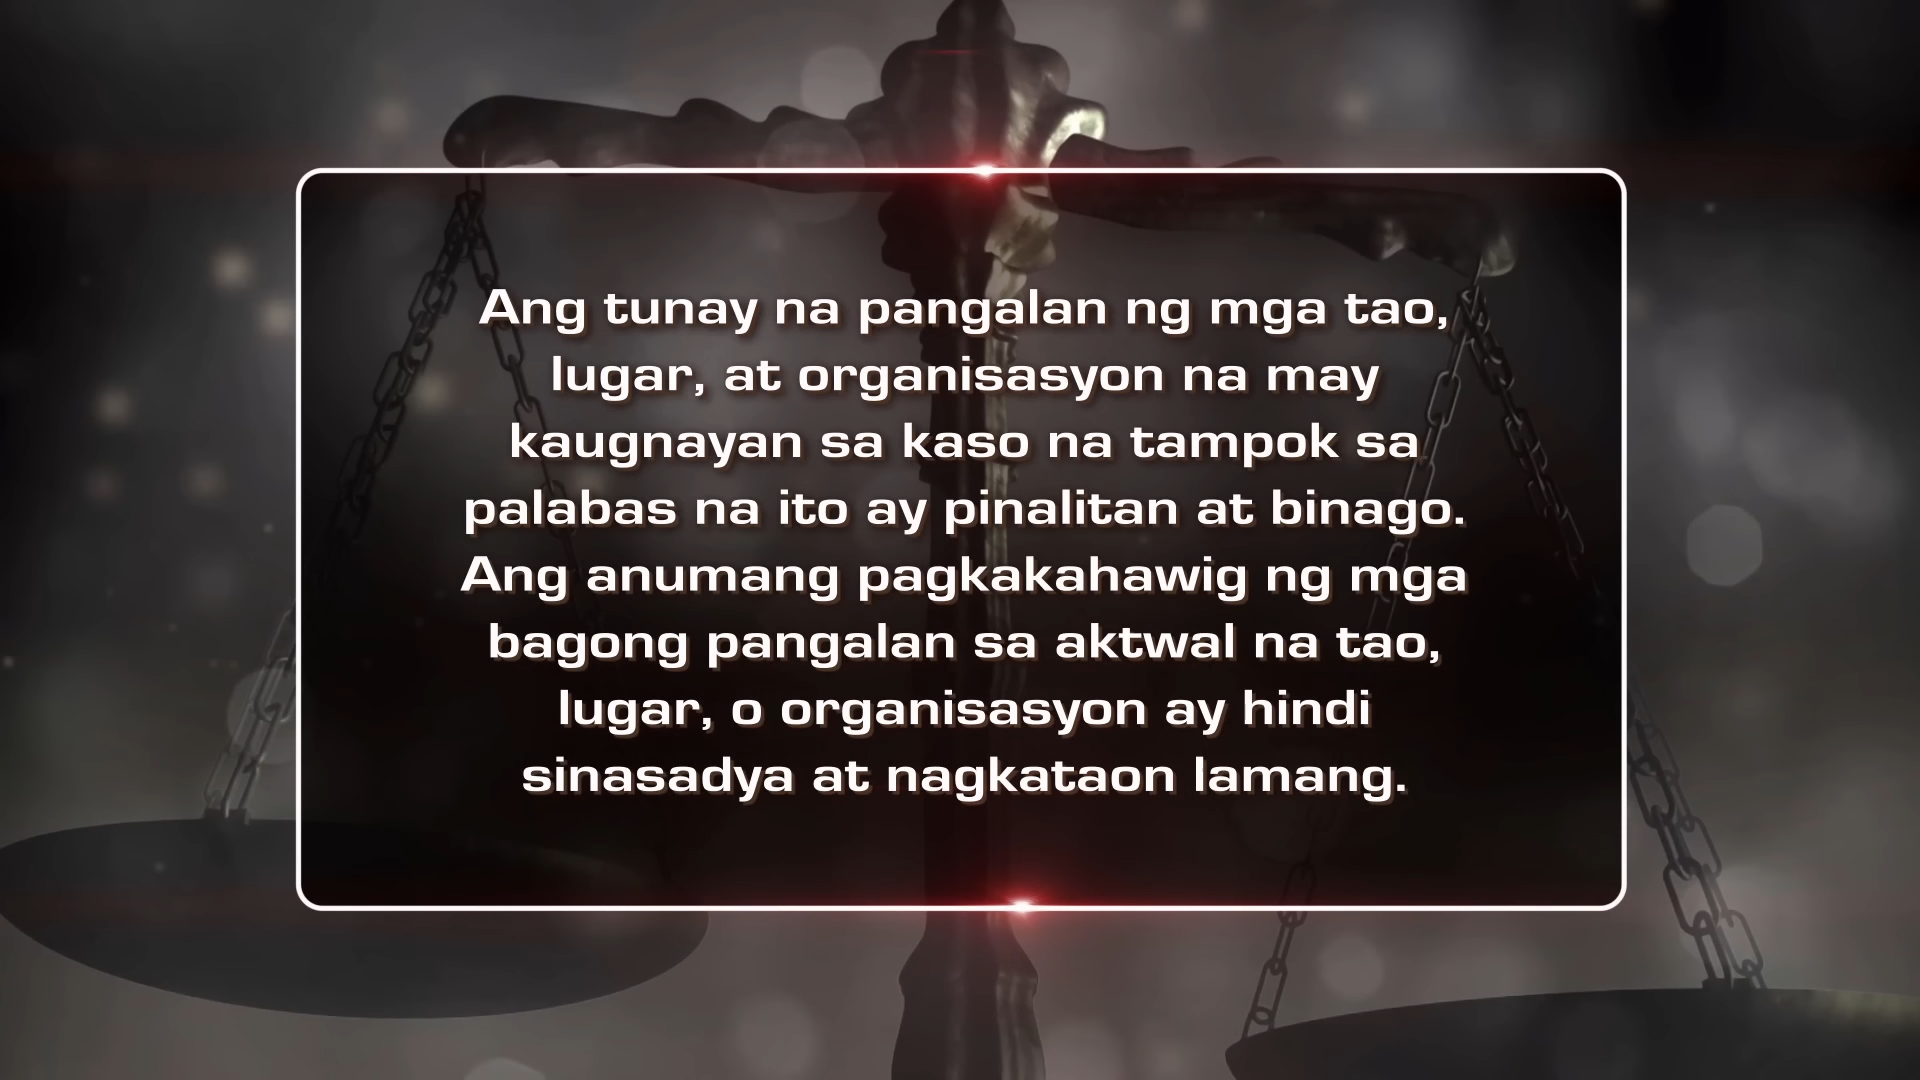 Ang tunay na pangalan ng mga tao,
lugar, at organisasyon na may
kaugnayan sa kaso na tampok sa
palabas na ito ay pinalitan at binago.
Ang anumang pagkakahawig ng mga
bagong pangalan sa aktwal na tao,
lugar, o organisasyon ay hindi
sinasadya at nagkataon lamang.